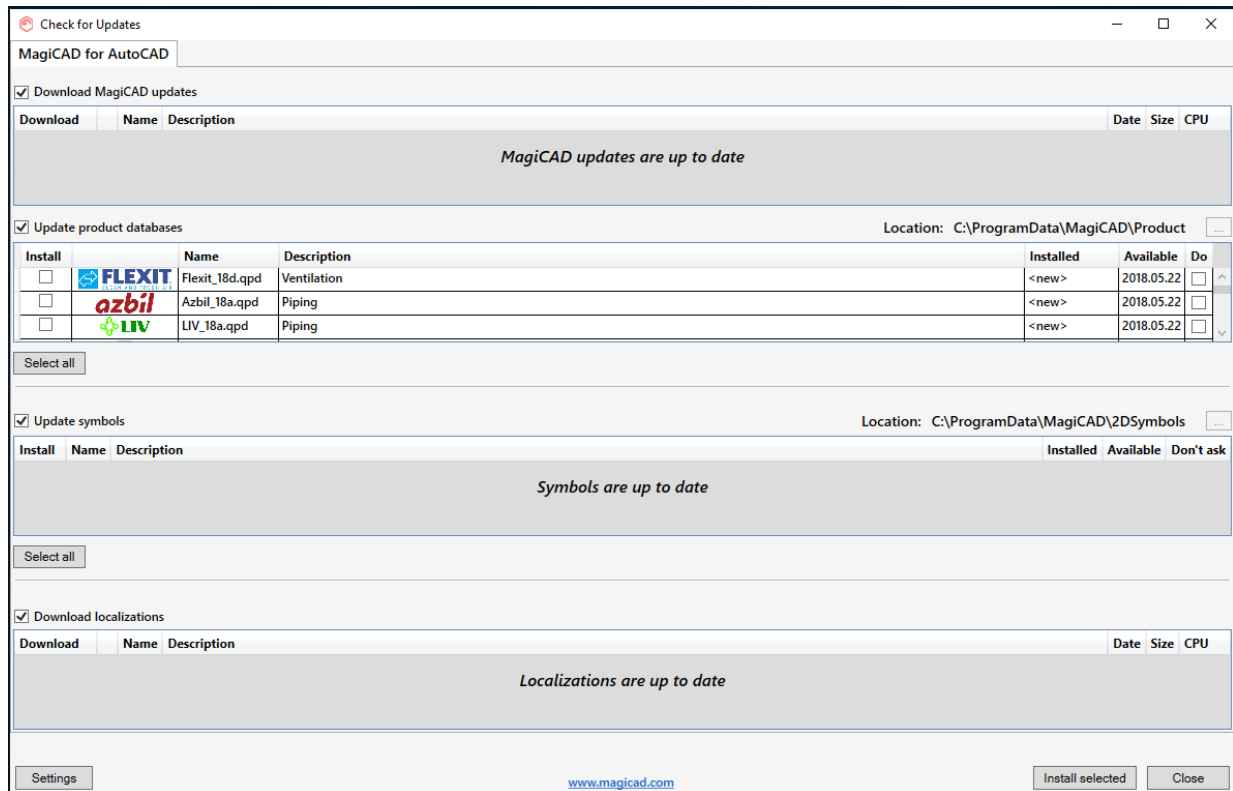 Check for Updates
MagiCAD for AutoCAD
Download MagiCAD updates
Download Name Description Date Size CPU
MagiCAD updates are up to date
Update product databases Location: C:\ProgramData\MagiCAD\Product ...
Install Name Description Installed Available Do
FLEXIT CLEAN AND FRESH AIR Flexit_18d.qpd Ventilation <new> 2018.05.22
azbil Azbil_18a.qpd Piping <new> 2018.05.22
LIV LIV_18a.qpd Piping <new> 2018.05.22
Select all
Update symbols Location: C:\ProgramData\MagiCAD\2DSymbols ...
Install Name Description Installed Available Don't ask
Symbols are up to date
Select all
Download localizations
Download Name Description Date Size CPU
Localizations are up to date
Settings www.magicad.com Install selected Close